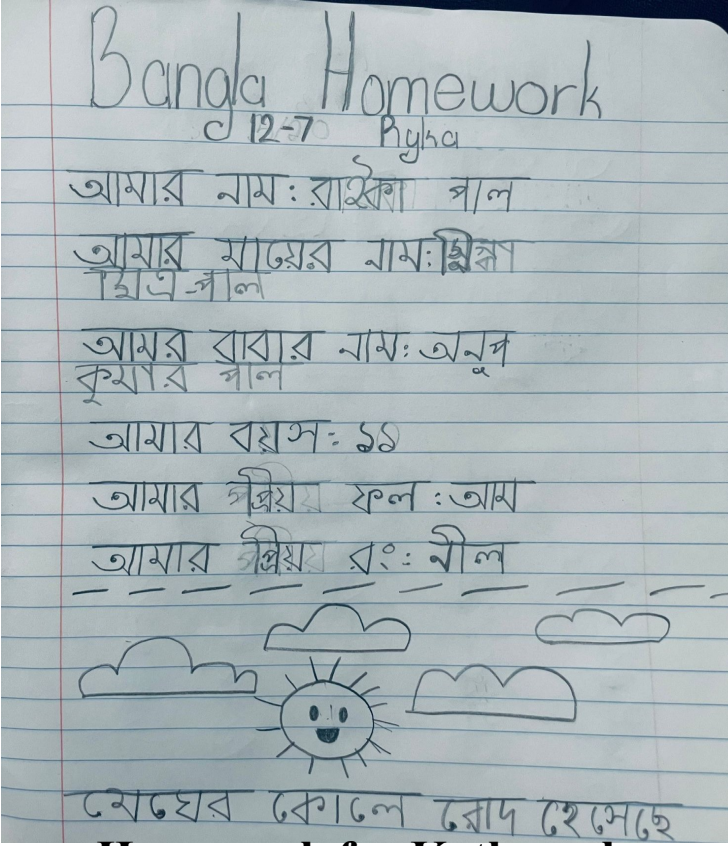 Bangla Homework
12-7 Ryka
আমার নাম: রাইকা পাল
আমার মায়ের নাম:
মিত্র-পাল
আমর বাবার নাম: অনুপ
কুমার পাল
আমার বয়স: ১১
আমার প্রিয় ফল : আম
আমার প্রিয় রং: নীল
মেঘের কোলে রোদ হেসেছে